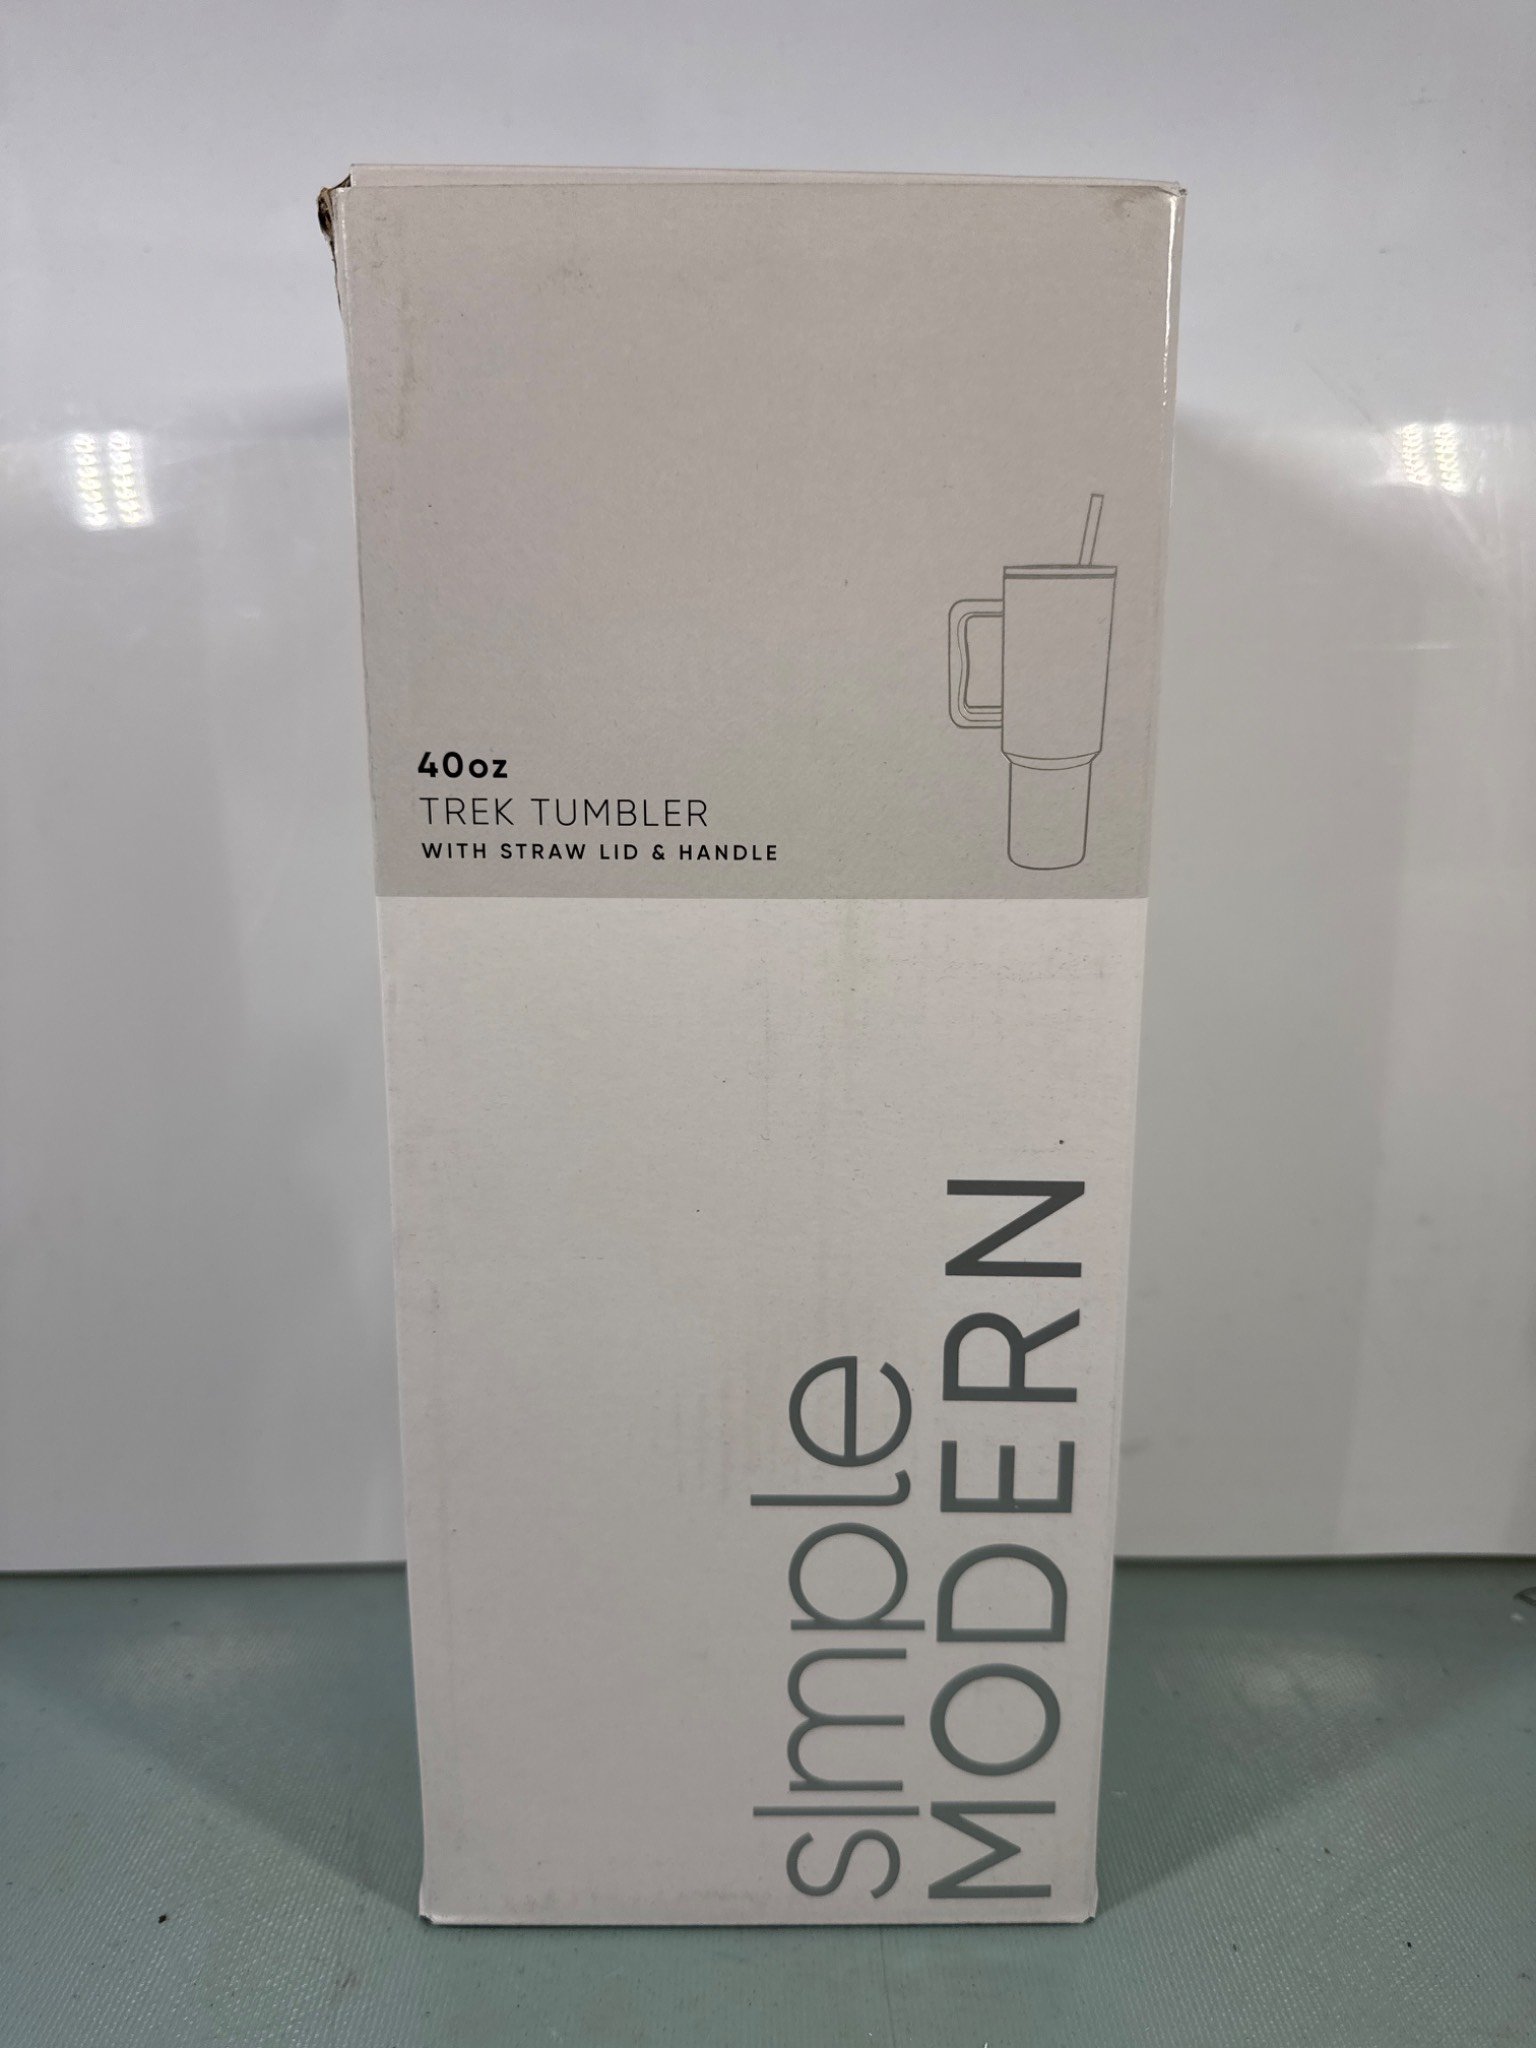 40oz
TREK TUMBLER
WITH STRAW LID & HANDLE
simple
MODERN